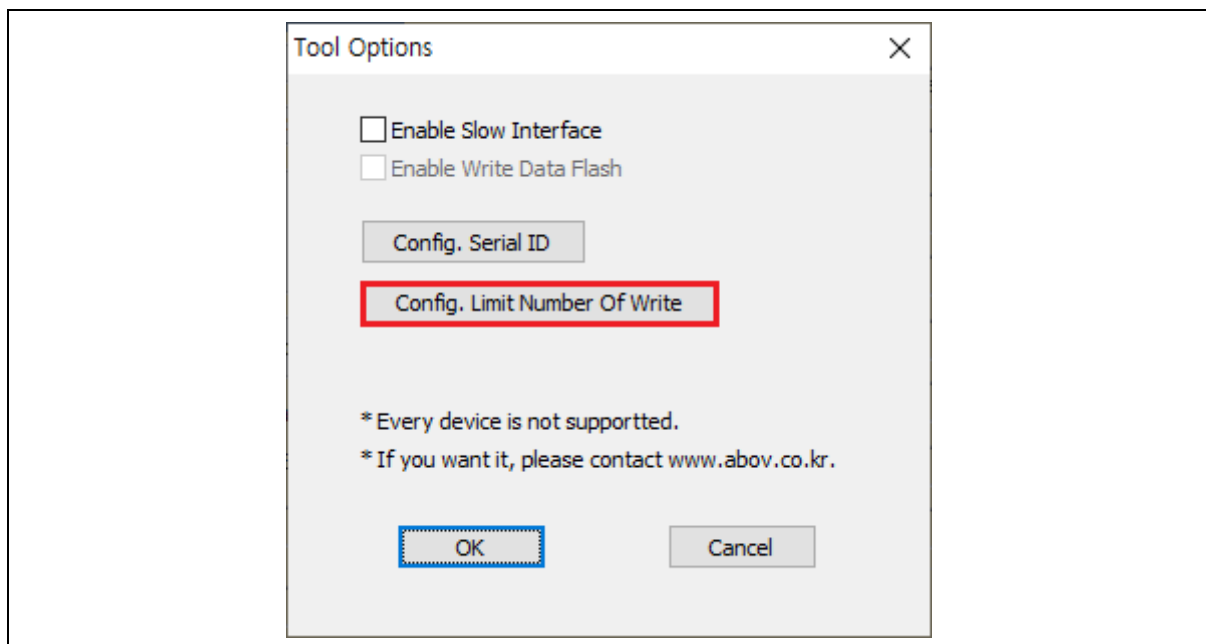 Tool Options
Enable Slow Interface
Enable Write Data Flash
Config. Serial ID
Config. Limit Number Of Write
* Every device is not supportted.
* If you want it, please contact www.abov.co.kr.
OK Cancel